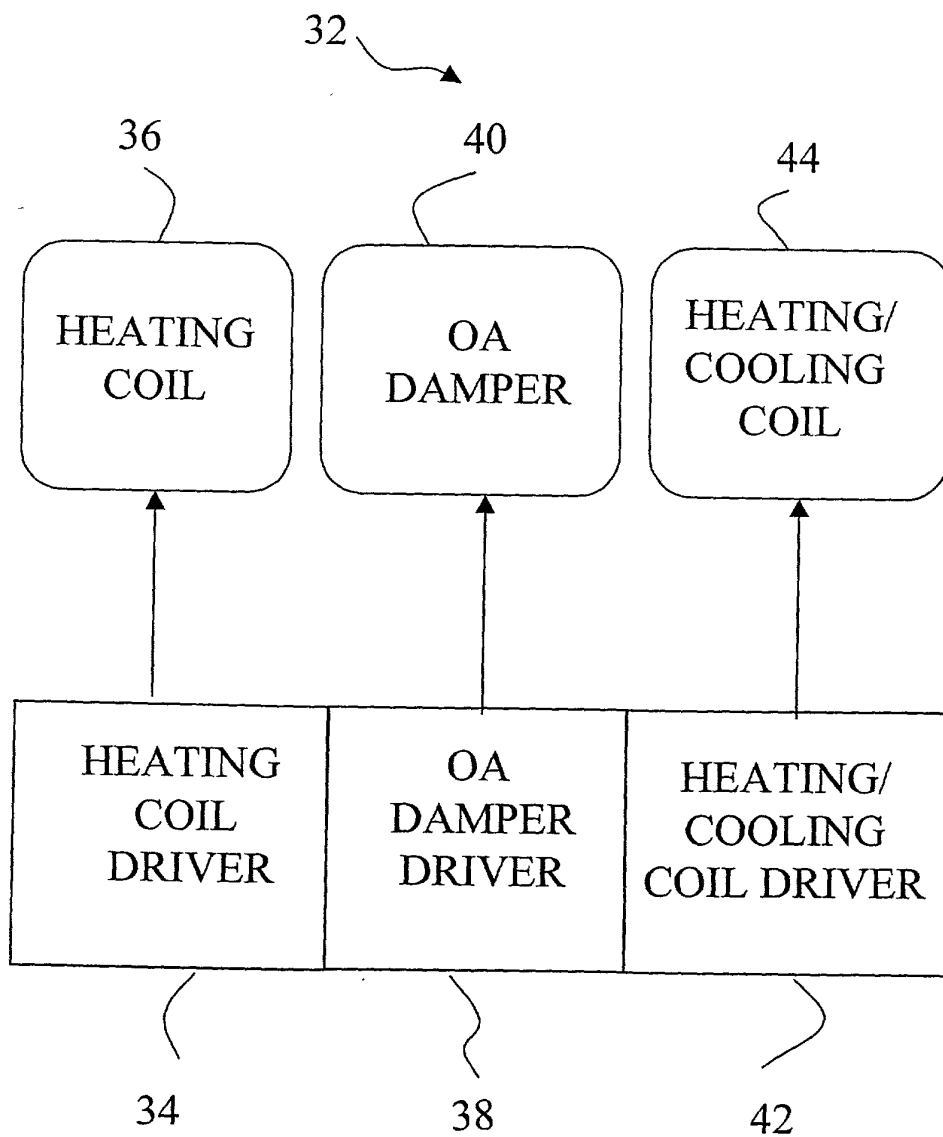 32
36
40
44
HEATING
COIL
OA
DAMPER
HEATING/
COOLING
COIL
HEATING
COIL
DRIVER
OA
DAMPER
DRIVER
HEATING/
COOLING
COIL DRIVER
34
38
42